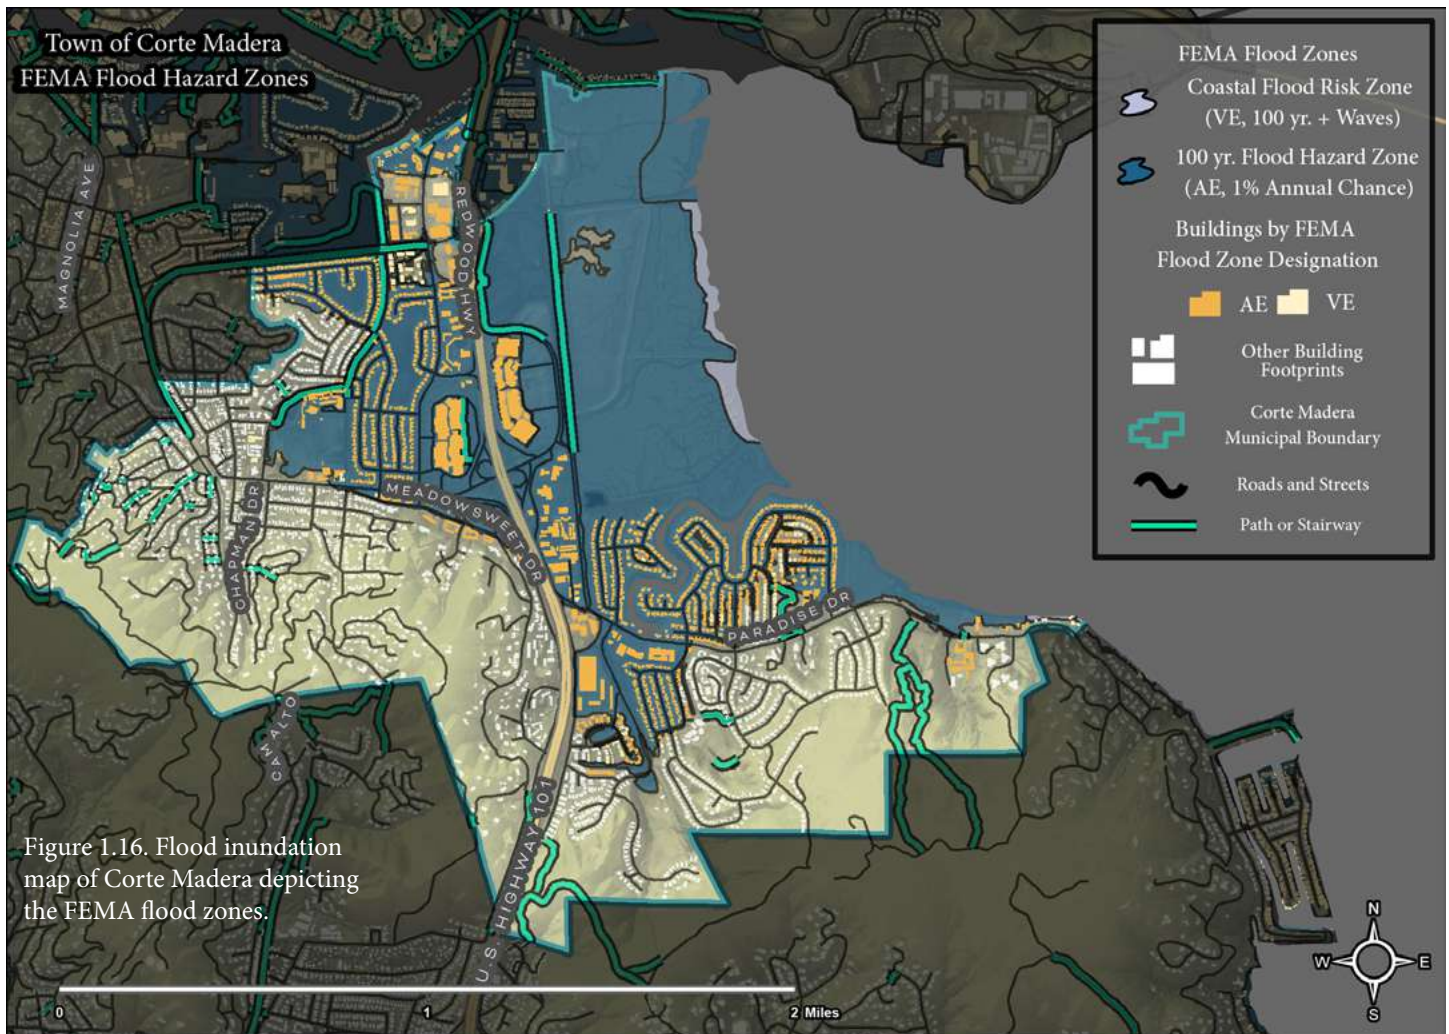 Town of Corte Madera
FEMA Flood Hazard Zones
FEMA Flood Zones
Coastal Flood Risk Zone
(VE, 100 yr. + Waves)
100 yr. Flood Hazard Zone
(AE, 1% Annual Chance)
Buildings by FEMA
Flood Zone Designation
AE
VE
Other Building
Footprints
Corte Madera
Municipal Boundary
Roads and Streets
Path or Stairway
MAGNOLIA AVE
REDWOOD HWY
MEADOWSWEET DR
CHAPMAN DR
PARADISE DR
CAMALTO
U.S. HIGHWAY 101
Figure 1.16. Flood inundation
map of Corte Madera depicting
the FEMA flood zones.
0
1
2 Miles
N
W
E
S